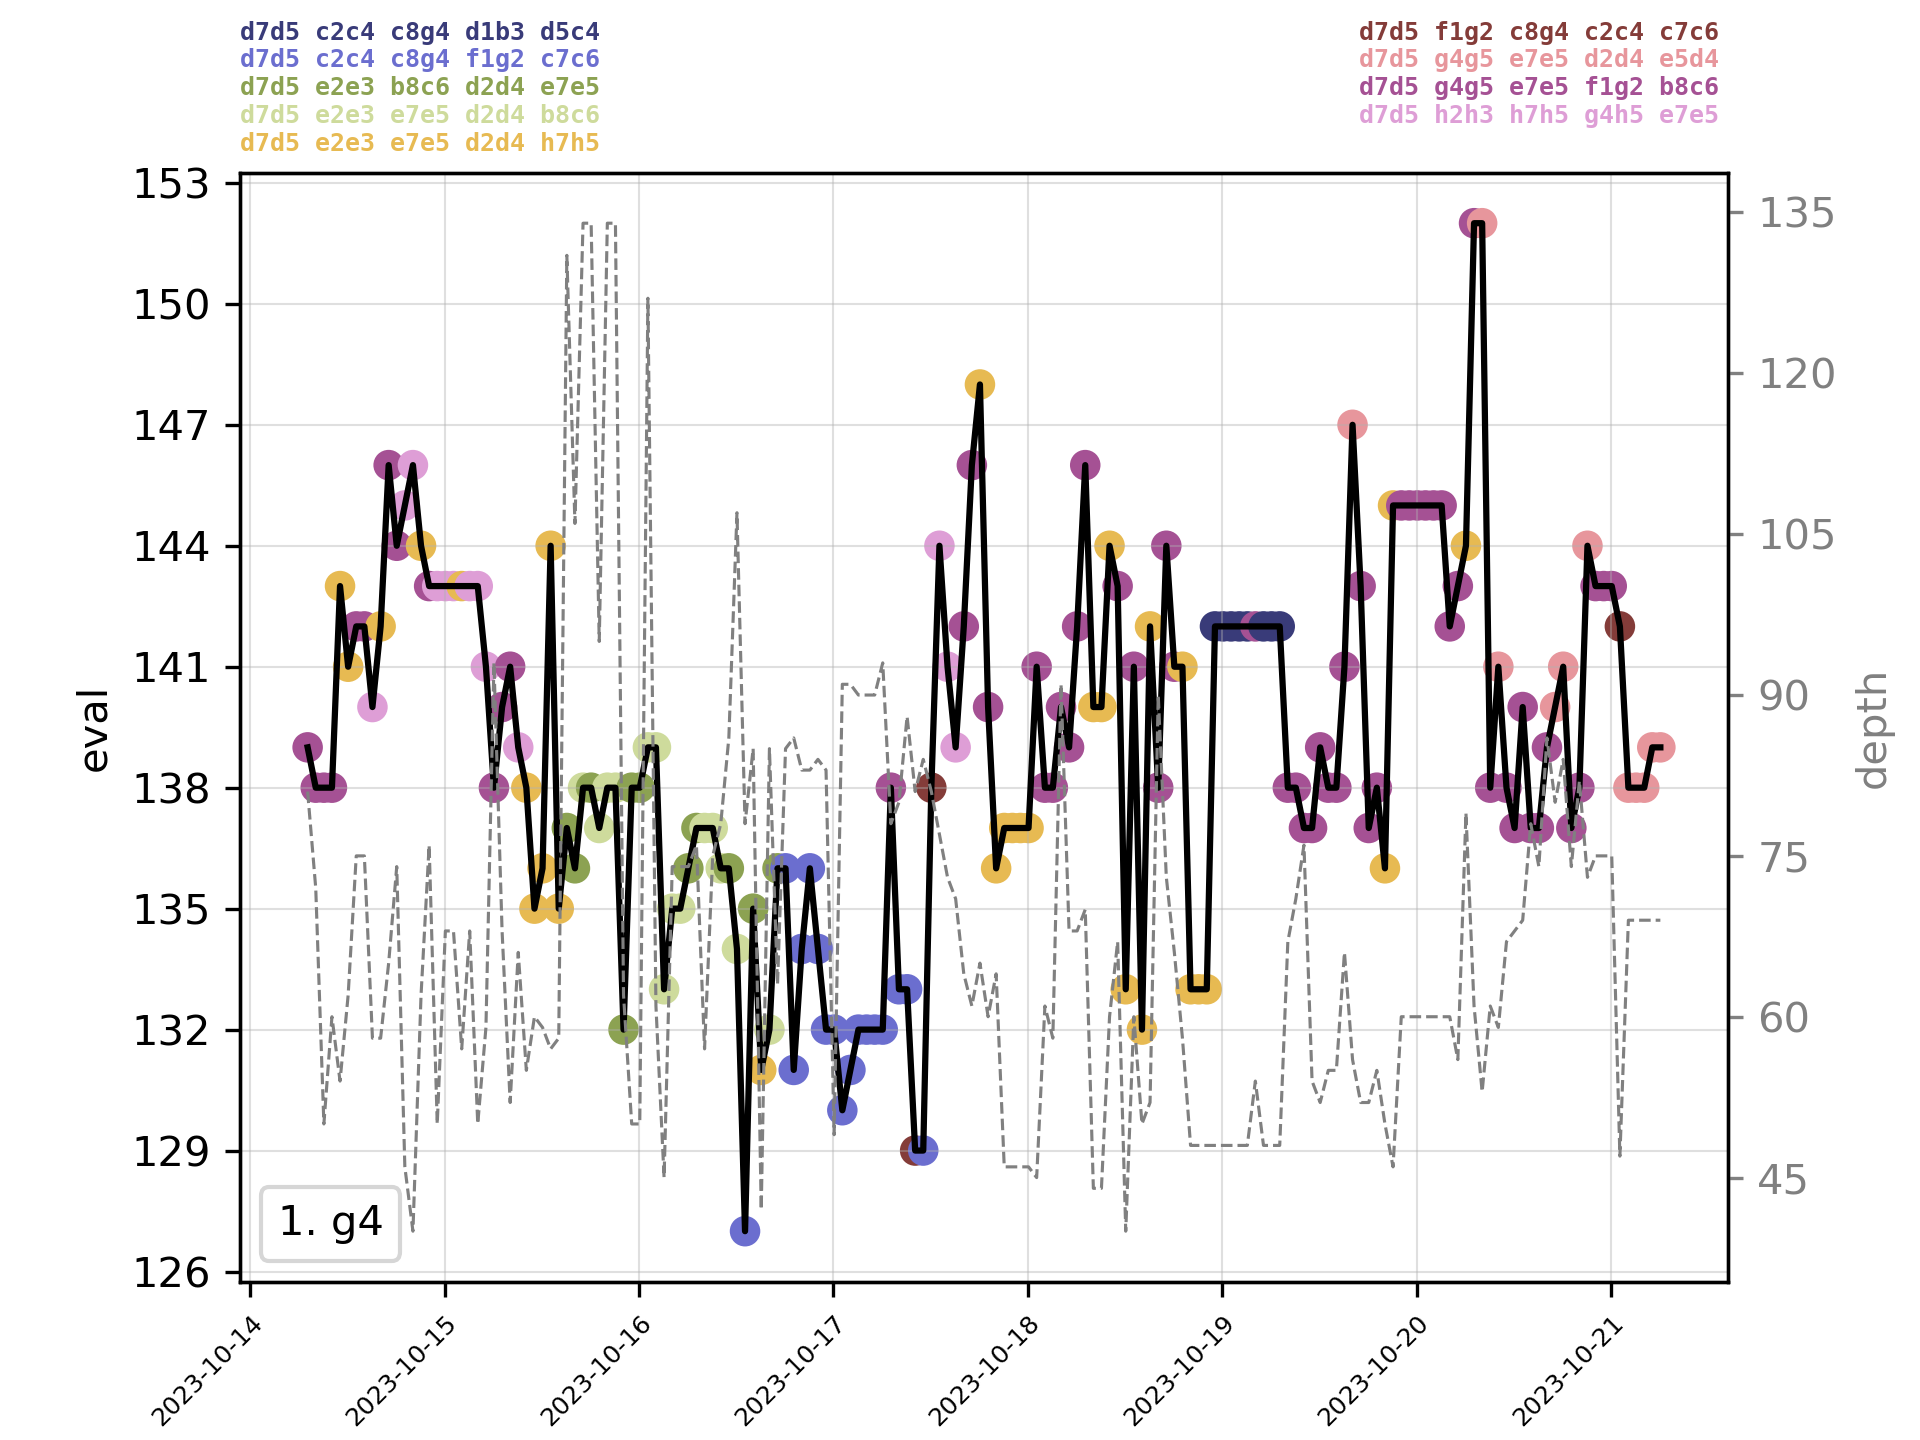 d7d5 c2c4 c8g4 d1b3 d5c4
d7d5 c2c4 c8g4 f1g2 c7c6
d7d5 e2e3 b8c6 d2d4 e7e5
d7d5 e2e3 e7e5 d2d4 b8c6
d7d5 e2e3 e7e5 d2d4 h7h5
d7d5 f1g2 c8g4 c2c4 c7c6
d7d5 g4g5 e7e5 d2d4 e5d4
d7d5 g4g5 e7e5 f1g2 b8c6
d7d5 h2h3 h7h5 g4h5 e7e5
153
150
147
144
141
138
135
132
129
126
eval
135
120
105
90
75
60
45
depth
1. g4
2023-10-14
2023-10-15
2023-10-16
2023-10-17
2023-10-18
2023-10-19
2023-10-20
2023-10-21